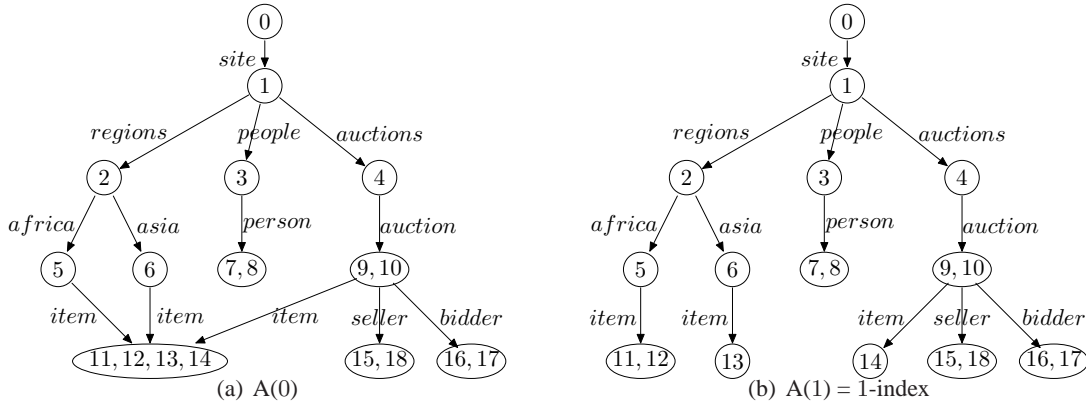 0 0
site site
1 1
regions people auctions regions people auctions
2 3 4 2 3 4
africa asia person auction africa asia person auction
5 6 7, 8 9, 10 5 6 7, 8 9, 10
item item item seller bidder item item item seller bidder
11, 12, 13, 14 15, 18 16, 17 11, 12 13 14 15, 18 16, 17
(a) A(0) (b) A(1) = 1-index